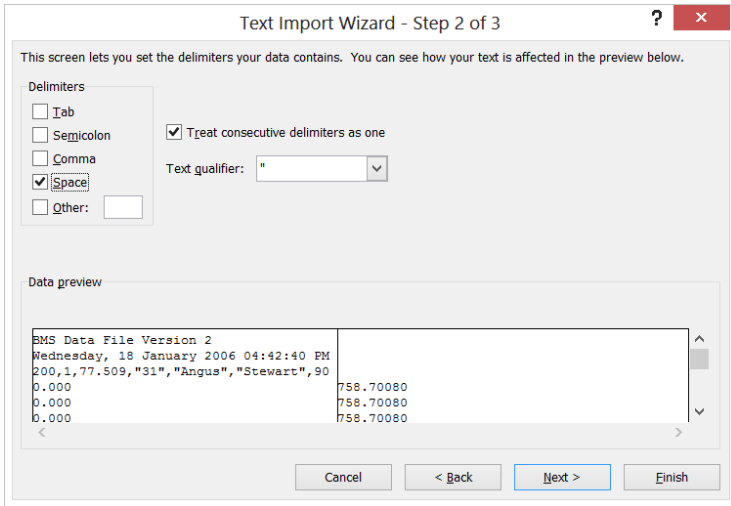 Text Import Wizard - Step 2 of 3
?
This screen lets you set the delimiters your data contains. You can see how your text is affected in the preview below.
Delimiters
Tab
Semicolon
Comma
Space
Other:
Treat consecutive delimiters as one
Text qualifier: "
Data preview
BMS Data File Version 2
Wednesday, 18 January 2006 04:42:40 PM
200,1,77.509,"31","Angus","Stewart",90
0.000 758.70080
0.000 758.70080
0.000 758.70080
Cancel < Back Next > Finish